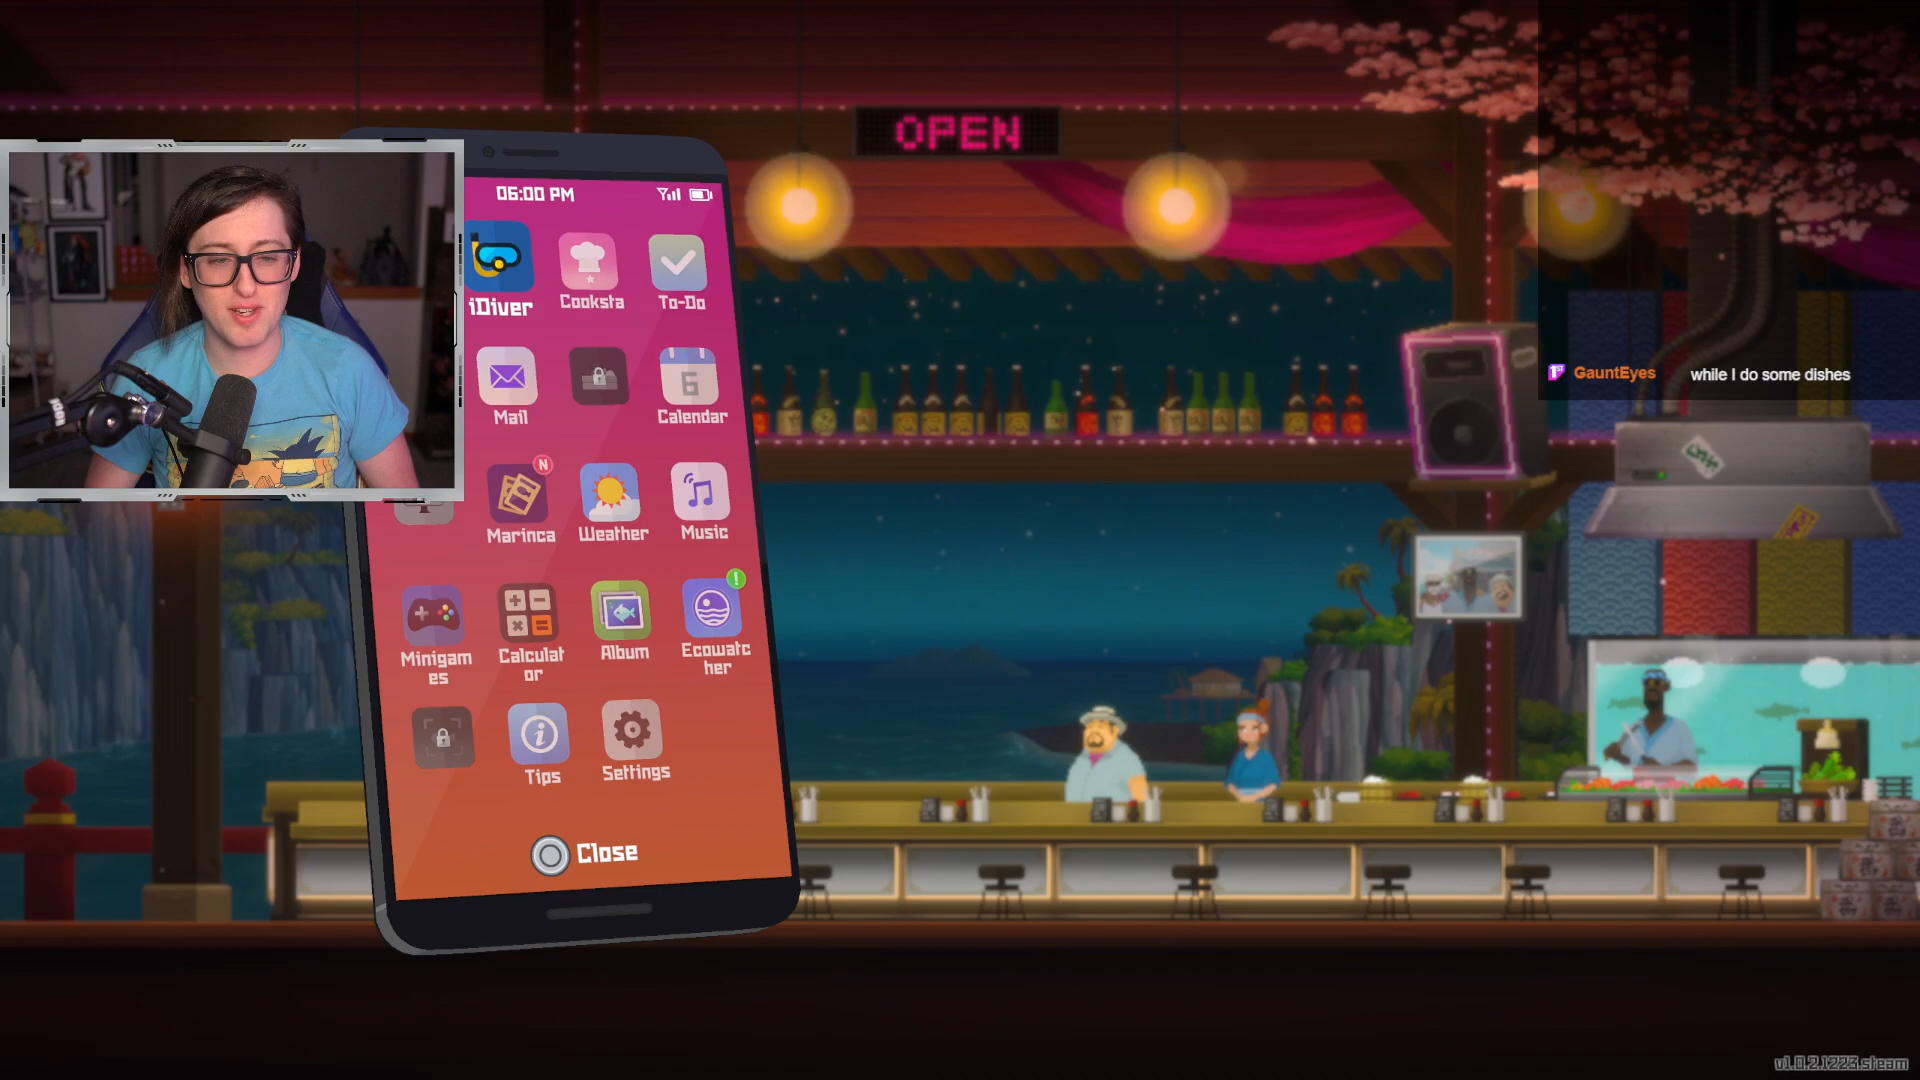 OPEN
06:00 PM
iDiver
Cooksta
To-Do
Mail
6
Calendar
GauntEyes while I do some dishes
N
Marinca
Weather
Music
Minigam
es
Calculat
or
Album
Ecowatc
her
Tips
Settings
Close
v1.0.2.1223.steam